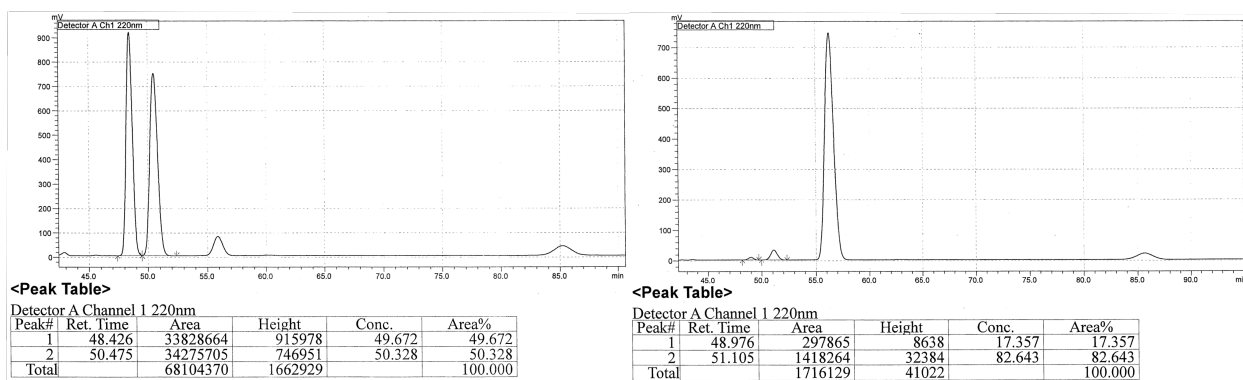 mV
Detector A Ch1 220nm
900
800
700
600
500
400
300
200
100
0
45.0 50.0 55.0 60.0 65.0 70.0 75.0 80.0 85.0 min
<Peak Table>
Detector A Channel 1 220nm
Peak# Ret. Time Area Height Conc. Area%
1 48.426 33828664 915978 49.672 49.672
2 50.475 34275705 746951 50.328 50.328
Total 68104370 1662929 100.000
mV
Detector A Ch1 220nm
700
600
500
400
300
200
100
0
45.0 50.0 55.0 60.0 65.0 70.0 75.0 80.0 85.0 90.0 mi
<Peak Table>
Detector A Channel 1 220nm
Peak# Ret. Time Area Height Conc. Area%
1 48.976 297865 8638 17.357 17.357
2 51.105 1418264 32384 82.643 82.643
Total 1716129 41022 100.000